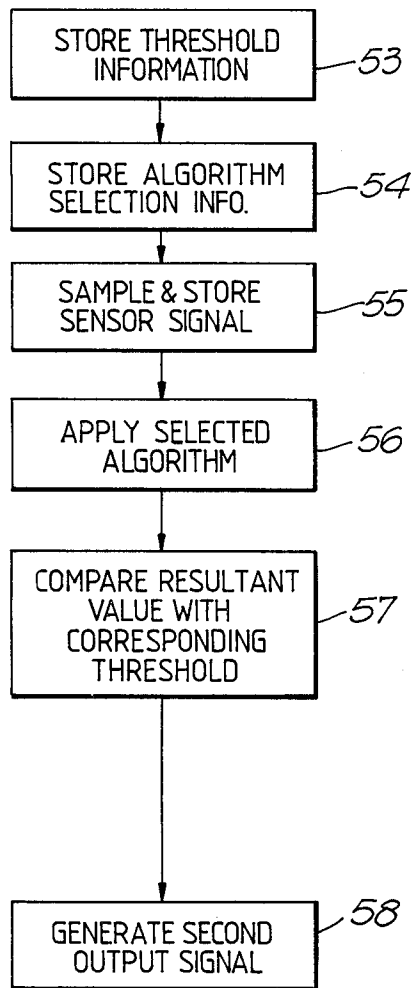 STORE THRESHOLD
INFORMATION
53
STORE ALGORITHM
SELECTION INFO.
54
SAMPLE & STORE
SENSOR SIGNAL
55
APPLY SELECTED
ALGORITHM
56
COMPARE RESULTANT
VALUE WITH
CORRESPONDING
THRESHOLD
57
GENERATE SECOND
OUTPUT SIGNAL
58